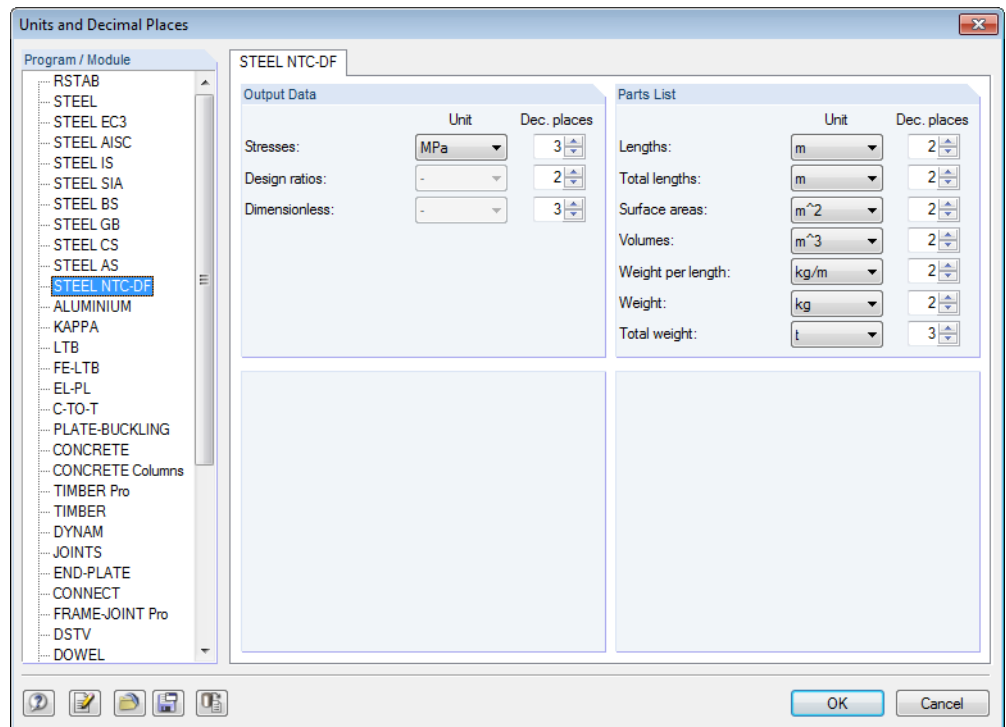 Units and Decimal Places
Program / Module
RSTAB
STEEL
STEEL EC3
STEEL AISC
STEEL IS
STEEL SIA
STEEL BS
STEEL GB
STEEL CS
STEEL AS
STEEL NTC-DF
ALUMINIUM
KAPPA
LTB
FE-LTB
EL-PL
C-TO-T
PLATE-BUCKLING
CONCRETE
CONCRETE Columns
TIMBER Pro
TIMBER
DYNAM
JOINTS
END-PLATE
CONNECT
FRAME-JOINT Pro
DSTV
DOWEL
STEEL NTC-DF
Output Data
Unit Dec. places
Stresses: MPa 3
Design ratios: - 2
Dimensionless: - 3
Parts List
Unit Dec. places
Lengths: m 2
Total lengths: m 2
Surface areas: m^2 2
Volumes: m^3 2
Weight per length: kg/m 2
Weight: kg 2
Total weight: t 3
OK Cancel